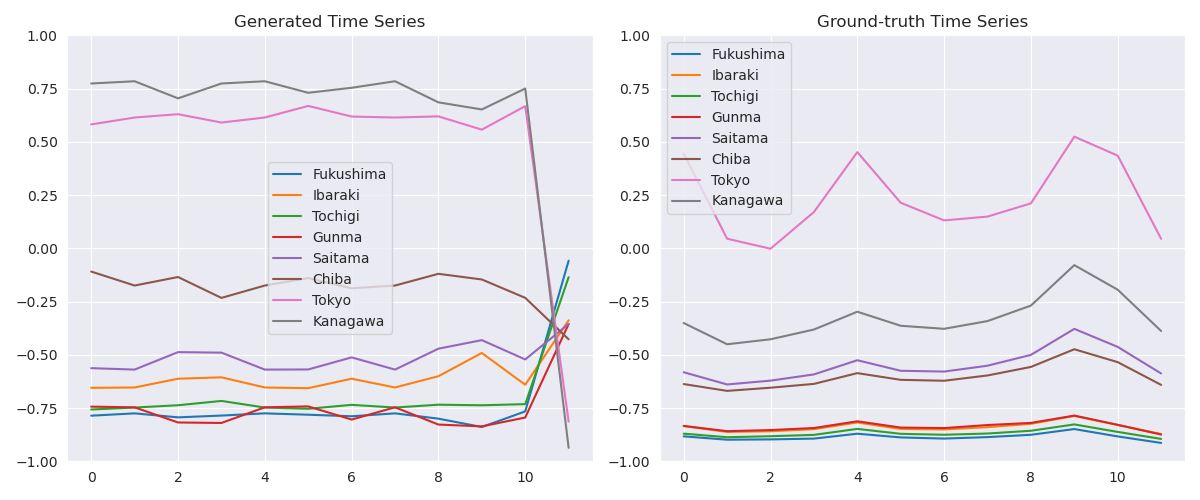 Generated Time Series
1.00
0.75
0.50
0.25
0.00
−0.25
−0.50
−0.75
−1.00
0 2 4 6 8 10
Fukushima
Ibaraki
Tochigi
Gunma
Saitama
Chiba
Tokyo
Kanagawa
Ground-truth Time Series
1.00
0.75
0.50
0.25
0.00
−0.25
−0.50
−0.75
−1.00
0 2 4 6 8 10
Fukushima
Ibaraki
Tochigi
Gunma
Saitama
Chiba
Tokyo
Kanagawa